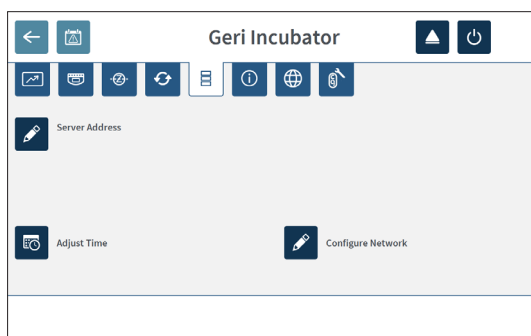 Geri Incubator
Server Address
Adjust Time
Configure Network